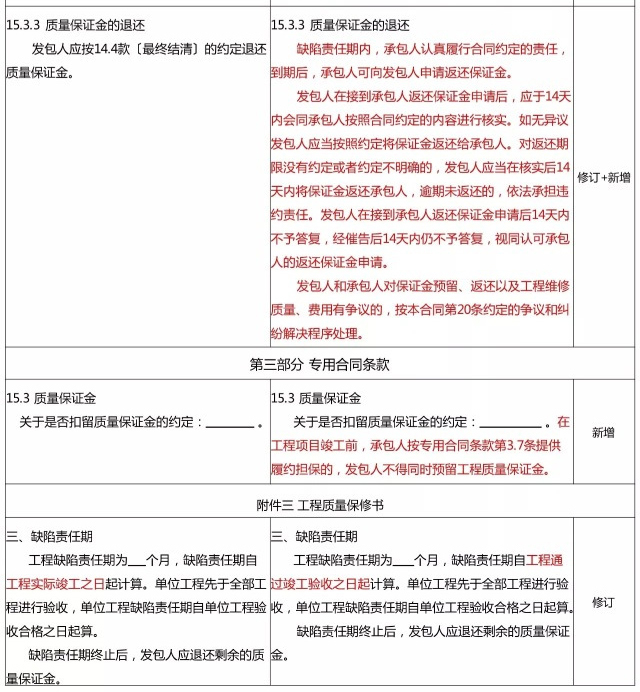 15.3.3 质量保证金的退还
发包人应按14.4款〔最终结清〕的约定退还
质量保证金。
15.3.3 质量保证金的退还
缺陷责任期内，承包人认真履行合同约定的责任，
到期后，承包人可向发包人申请返还保证金。
发包人在接到承包人返还保证金申请后，应于14天
内会同承包人按照合同约定的内容进行核实。如无异议
发包人应当按照约定将保证金返还给承包人。对返还期
限没有约定或者约定不明确的，发包人应当在核实后14
天内将保证金返还承包人，逾期未返还的，依法承担违
约责任。发包人在接到承包人返还保证金申请后14天内
不予答复，经催告后14天内仍不予答复，视同认可承包
人的返还保证金申请。
发包人和承包人对保证金预留、返还以及工程维修
质量、费用有争议的，按本合同第20条约定的争议和纠
纷解决程序处理。
修订+新增
第三部分 专用合同条款
15.3 质量保证金
关于是否扣留质量保证金的约定：______。
15.3 质量保证金
关于是否扣留质量保证金的约定：________。在
工程项目竣工前，承包人按专用合同条款第3.7条提供
履约担保的，发包人不得同时预留工程质量保证金。
新增
附件三 工程质量保修书
三、缺陷责任期
工程缺陷责任期为___个月，缺陷责任期自
工程实际竣工之日起计算。单位工程先于全部工
程进行验收，单位工程缺陷责任期自单位工程验
收合格之日起算。
缺陷责任期终止后，发包人应退还剩余的质
量保证金。
三、缺陷责任期
工程缺陷责任期为___个月，缺陷责任期自工程通
过竣工验收之日起计算。单位工程先于全部工程进行验
收，单位工程缺陷责任期自单位工程验收合格之日起算。
缺陷责任期终止后，发包人应退还剩余的质量保证
金。
修订